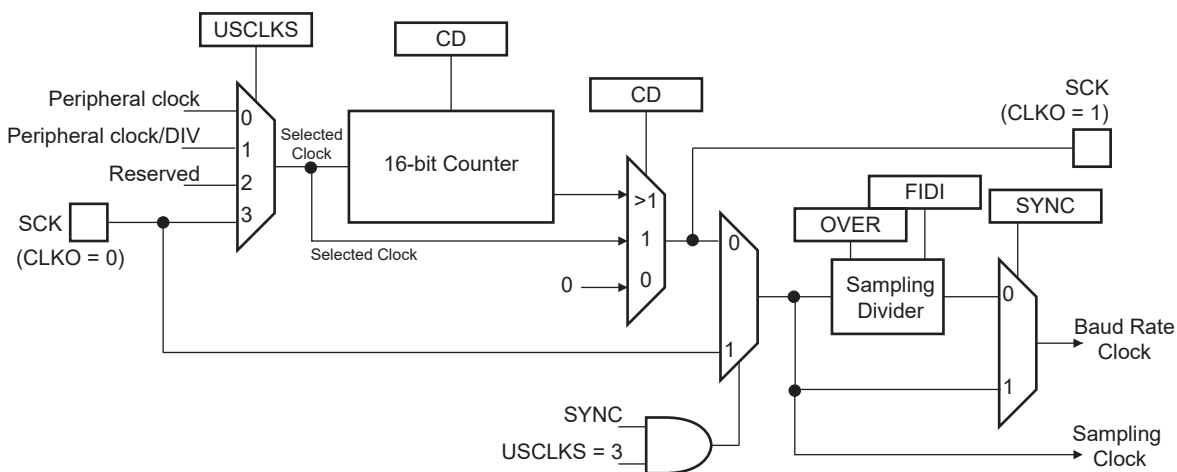 USCLKS
CD
CD
SCK
(CLKO = 1)
Peripheral clock
Peripheral clock/DIV
Reserved
SCK
(CLKO = 0)
0
1
2
3
Selected
Clock
16-bit Counter
Selected Clock
0
>1
1
0
0
1
FIDI
OVER
SYNC
Sampling
Divider
0
1
Baud Rate
Clock
SYNC
USCLKS = 3
Sampling
Clock